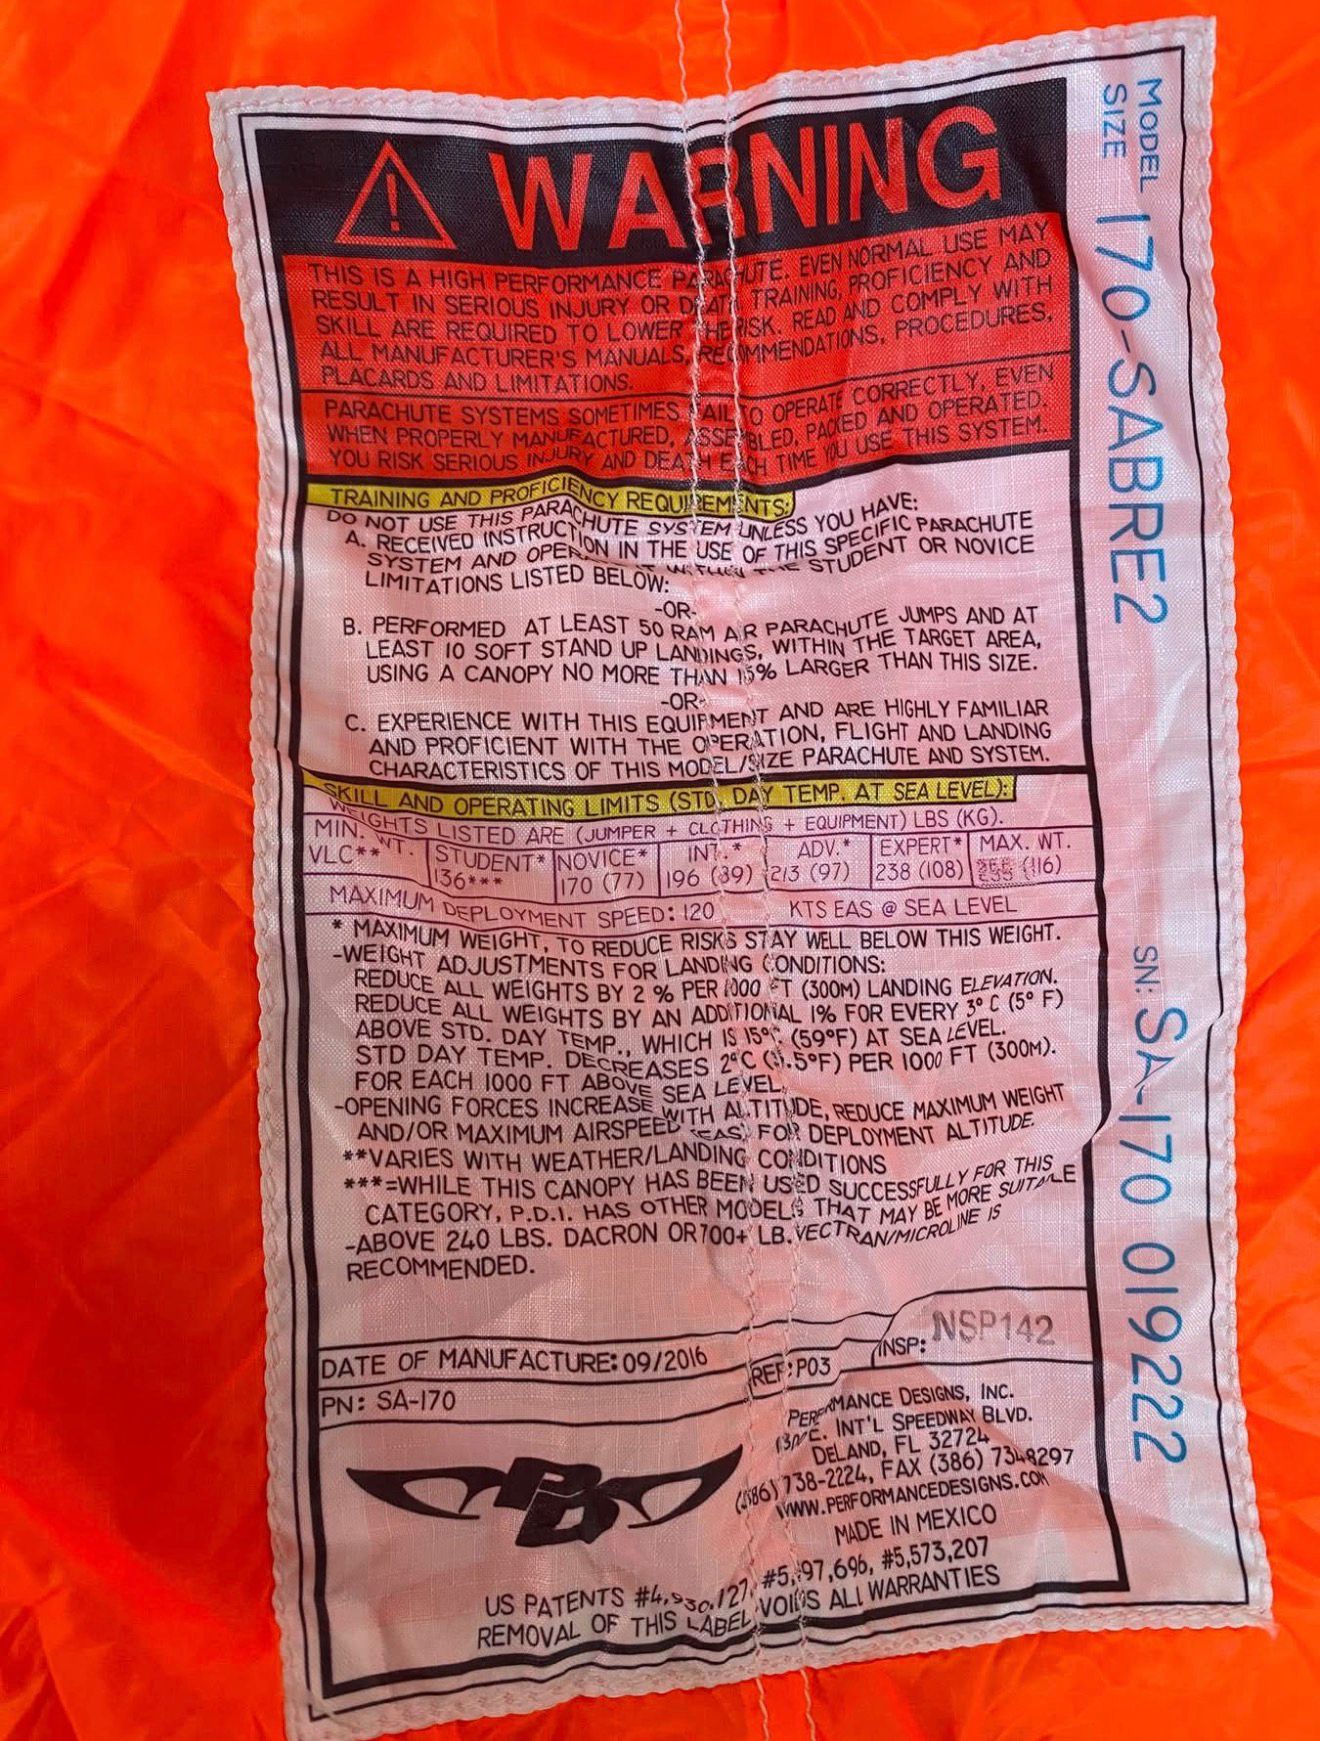 WARNING
THIS IS A HIGH PERFORMANCE PARACHUTE. EVEN NORMAL USE MAY
RESULT IN SERIOUS INJURY OR DEATH. TRAINING, PROFICIENCY AND
SKILL ARE REQUIRED TO LOWER THE RISK. READ AND COMPLY WITH
ALL MANUFACTURER'S MANUALS, RECOMMENDATIONS, PROCEDURES,
PLACARDS AND LIMITATIONS.
PARACHUTE SYSTEMS SOMETIMES FAIL TO OPERATE CORRECTLY, EVEN
WHEN PROPERLY MANUFACTURED, ASSEMBLED, PACKED AND OPERATED.
YOU RISK SERIOUS INJURY AND DEATH EACH TIME YOU USE THIS SYSTEM.
TRAINING AND PROFICIENCY REQUIREMENTS:
DO NOT USE THIS PARACHUTE SYSTEM UNLESS YOU HAVE:
A. RECEIVED INSTRUCTION IN THE USE OF THIS SPECIFIC PARACHUTE
SYSTEM AND STUDENT OR NOVICE
LIMITATIONS LISTED BELOW:
-OR-
B. PERFORMED AT LEAST 50 RAM AIR PARACHUTE JUMPS AND AT
LEAST 10 SOFT STAND UP LANDINGS, WITHIN THE TARGET AREA,
USING A CANOPY NO MORE THAN 15% LARGER THAN THIS SIZE.
-OR-
C. EXPERIENCE WITH THIS EQUIPMENT AND ARE HIGHLY FAMILIAR
AND PROFICIENT WITH THE OPERATION, FLIGHT AND LANDING
CHARACTERISTICS OF THIS MODEL/SIZE PARACHUTE AND SYSTEM.
SKILL AND OPERATING LIMITS (STD. DAY TEMP. AT SEA LEVEL):
WEIGHTS LISTED ARE (JUMPER + CLOTHING + EQUIPMENT) LBS (KG).
MIN. WT. STUDENT* NOVICE* INT.* ADV.* EXPERT* MAX. WT.
VLC** 136*** 170 (77) 196 (89) 213 (97) 238 (108) (116)
MAXIMUM DEPLOYMENT SPEED: 120 KTS EAS @ SEA LEVEL
* MAXIMUM WEIGHT, TO REDUCE RISKS STAY WELL BELOW THIS WEIGHT.
-WEIGHT ADJUSTMENTS FOR LANDING CONDITIONS:
REDUCE ALL WEIGHTS BY 2 % PER 1000 FT (300M) LANDING ELEVATION.
REDUCE ALL WEIGHTS BY AN ADDITIONAL 1% FOR EVERY 3° C (5° F)
ABOVE STD. DAY TEMP., WHICH IS 15°C (59°F) AT SEA LEVEL.
STD DAY TEMP. DECREASES 2°C (3.5°F) PER 1000 FT (300M).
FOR EACH 1000 FT ABOVE SEA LEVEL.
-OPENING FORCES INCREASE WITH ALTITUDE, REDUCE MAXIMUM WEIGHT
AND/OR MAXIMUM AIRSPEED (EAS) FOR DEPLOYMENT ALTITUDE.
**VARIES WITH WEATHER/LANDING CONDITIONS
***=WHILE THIS CANOPY HAS BEEN USED SUCCESSFULLY FOR THIS
CATEGORY, P.D.I. HAS OTHER MODELS THAT MAY BE MORE SUITABLE
-ABOVE 240 LBS. DACRON OR 700+ LB. VECTRAN/MICROLINE IS
RECOMMENDED.
DATE OF MANUFACTURE: 09/2016 REF: P03 INSP: NSP142
PN: SA-170
PD
PERFORMANCE DESIGNS, INC.
E. INT'L SPEEDWAY BLVD.
DELAND, FL 32724
(386) 738-2224, FAX (386) 734-8297
WWW.PERFORMANCEDESIGNS.COM
MADE IN MEXICO
US PATENTS #4,930,727, #5,197,696, #5,573,207
REMOVAL OF THIS LABEL VOIDS ALL WARRANTIES
MODEL
SIZE 170-SABRE2
SN: SA-170 019222